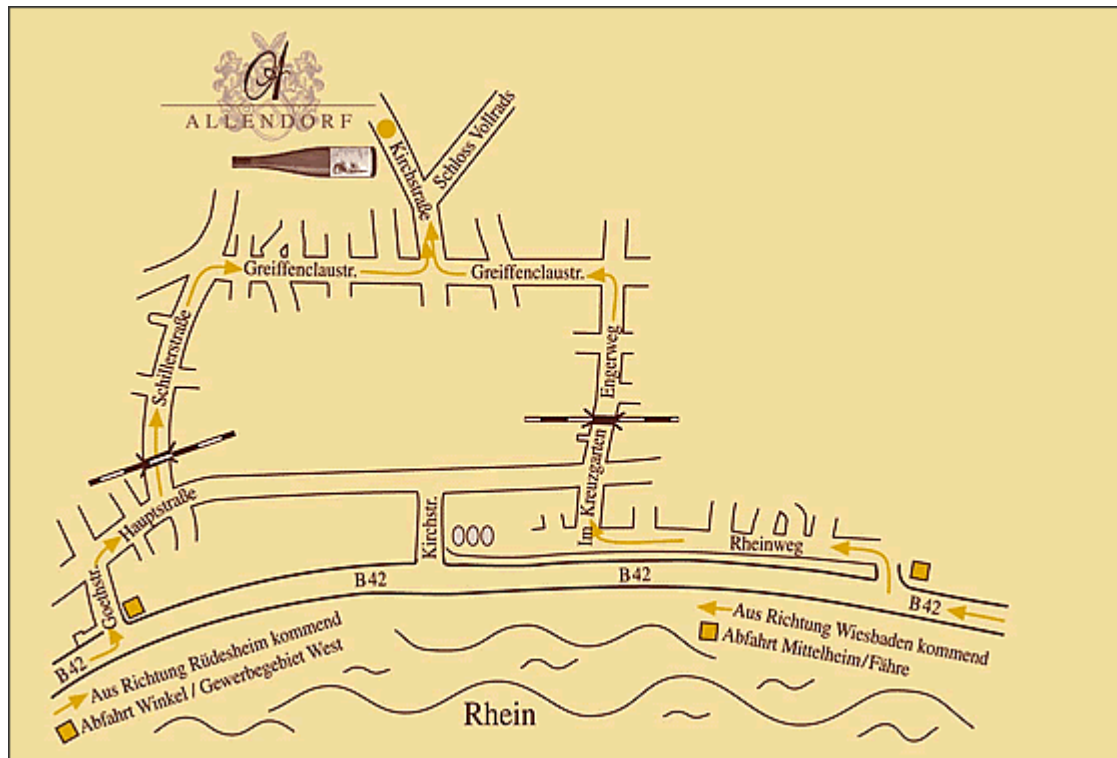 A
ALLENDORF
Kirchstraße
Schloss Vollrads
Greiffenclaustr.
Greiffenclaustr.
Schillerstraße
Engerweg
Hauptstraße
Im Kreuzgarten
Kirchstr.
Rheinweg
Goethstr.
B42
B42
B42
B42
Aus Richtung Rüdesheim kommend
Abfahrt Winkel / Gewerbegebiet West
Aus Richtung Wiesbaden kommend
Abfahrt Mittelheim/Fähre
Rhein